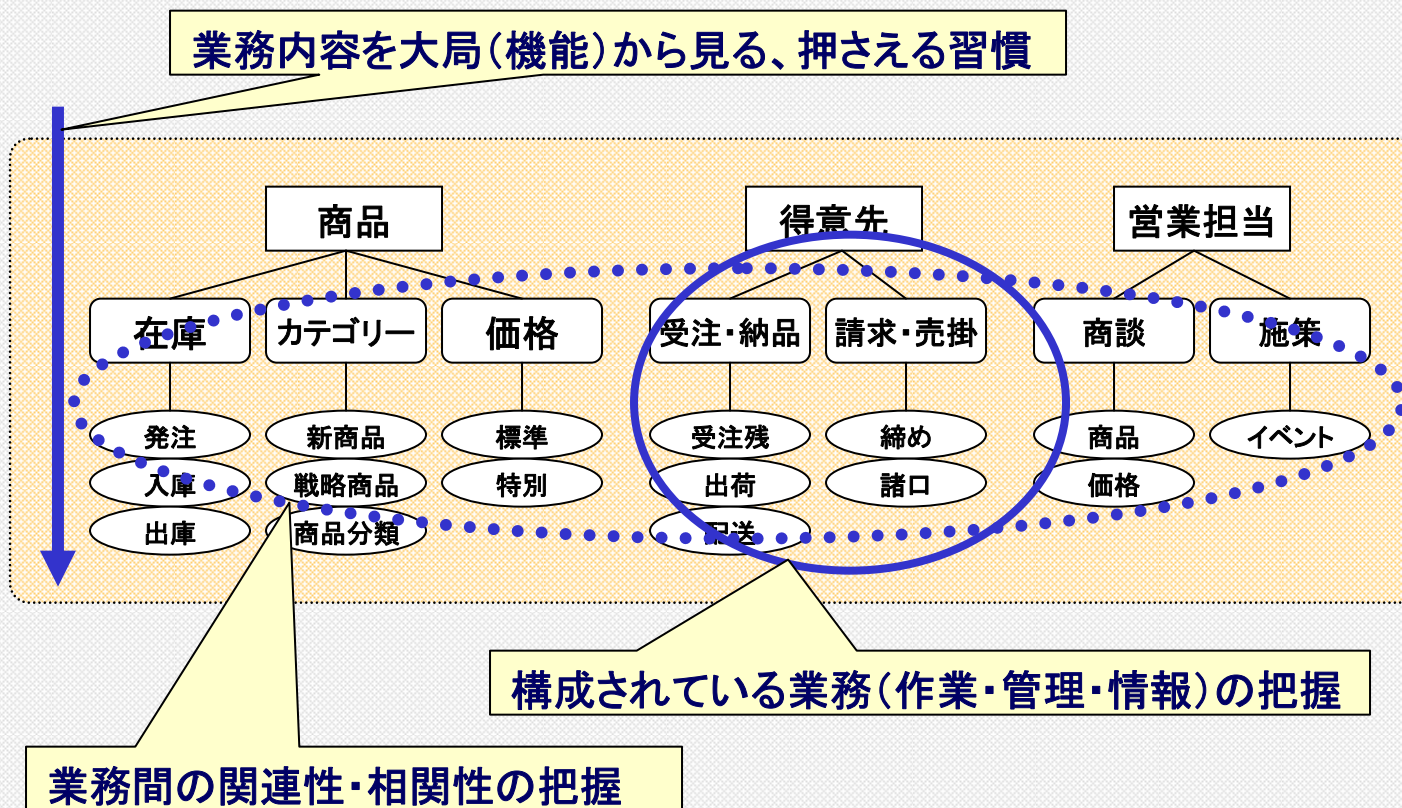 業務内容を大局（機能）から見る、押さえる習慣
商品
得意先
営業担当
在庫
カテゴリー
価格
受注・納品
請求・売掛
商談
施策
発注
新商品
標準
受注残
締め
商品
イベント
入庫
戦略商品
特別
出荷
諸口
価格
出庫
商品分類
配送
構成されている業務（作業・管理・情報）の把握
業務間の関連性・相関性の把握